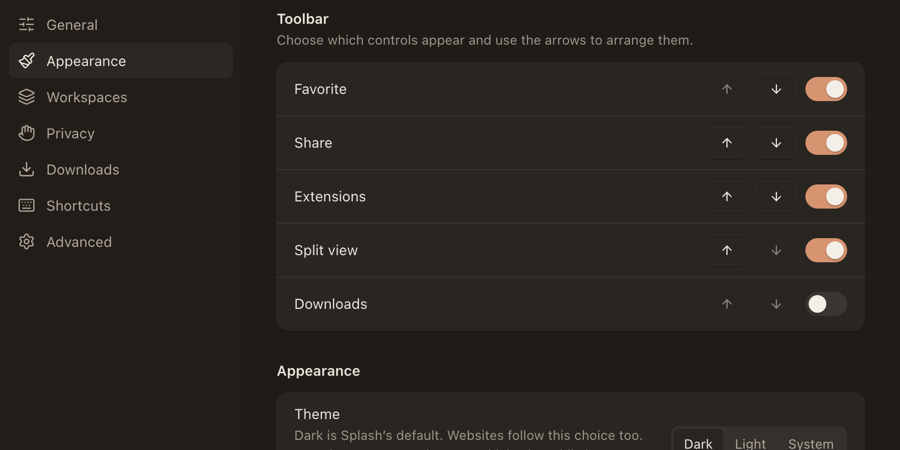 General
Appearance
Workspaces
Privacy
Downloads
Shortcuts
Advanced
Toolbar
Choose which controls appear and use the arrows to arrange them.
Favorite
Share
Extensions
Split view
Downloads
Appearance
Theme
Dark is Splash’s default. Websites follow this choice too.
Dark Light System